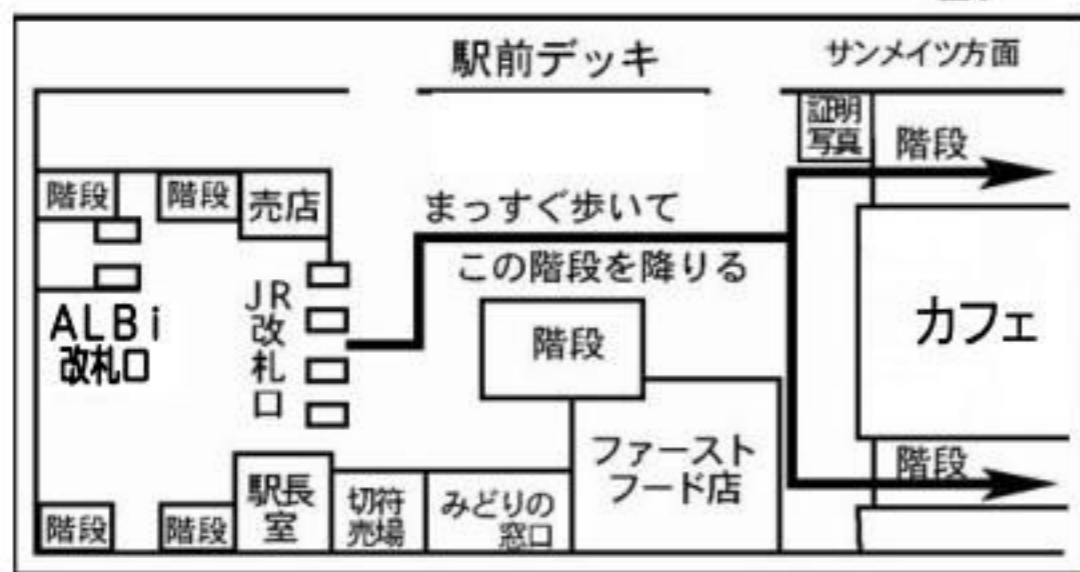 駅前デッキ
サンメイツ方面
証明
写真
階段
階段
階段
売店
まっすぐ歩いて
この階段を降りる
JR
改
札
口
ALBi
改札口
階段
カフェ
ファースト
フード店
階段
駅長
室
切符
売場
みどりの
窓口
階段
階段